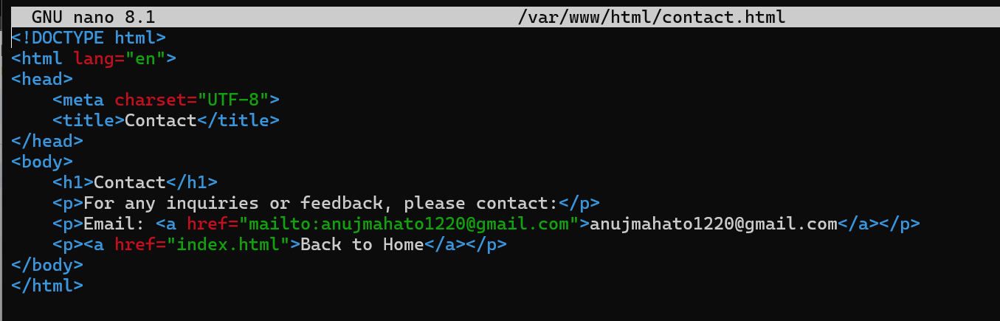 GNU nano 8.1 /var/www/html/contact.html
<!DOCTYPE html>
<html lang="en">
<head>
    <meta charset="UTF-8">
    <title>Contact</title>
</head>
<body>
    <h1>Contact</h1>
    <p>For any inquiries or feedback, please contact:</p>
    <p>Email: <a href="mailto:anujmahato1220@gmail.com">anujmahato1220@gmail.com</a></p>
    <p><a href="index.html">Back to Home</a></p>
</body>
</html>